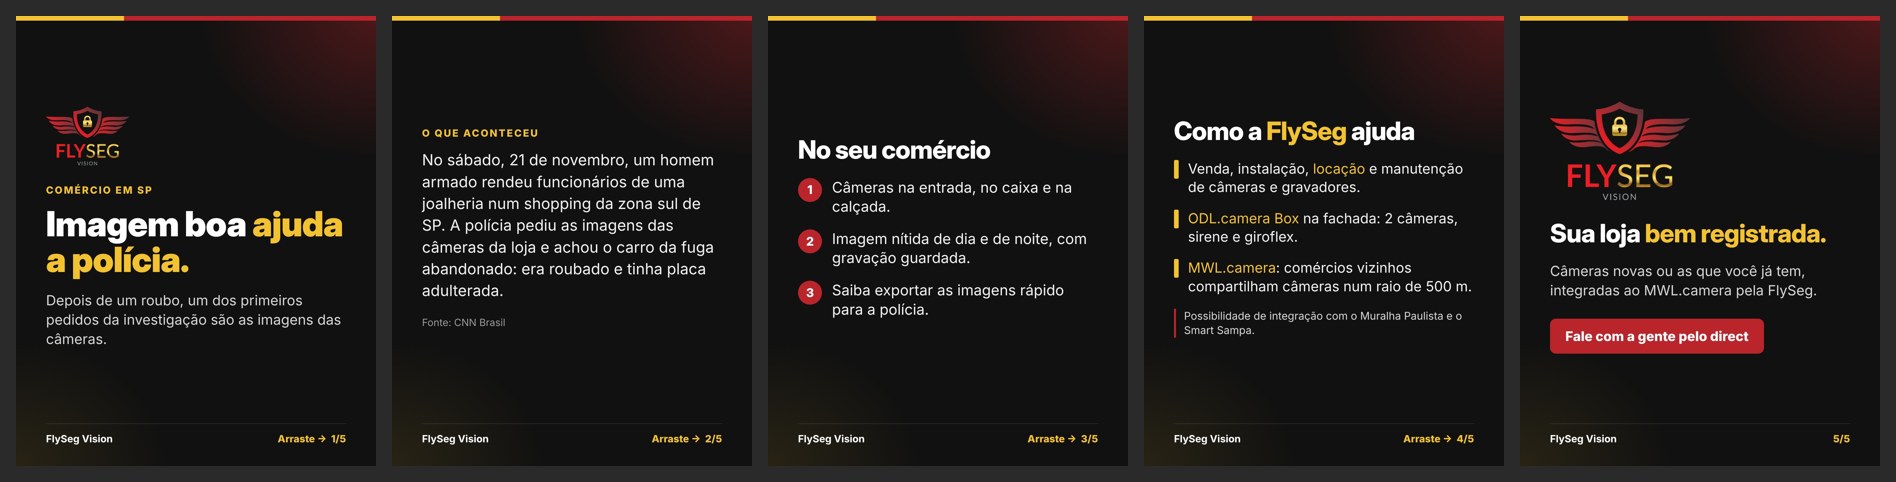 FLYSEG
VISION
COMÉRCIO EM SP
Imagem boa ajuda
a polícia.
Depois de um roubo, um dos primeiros
pedidos da investigação são as imagens das
câmeras.
FlySeg Vision
Arraste → 1/5
O QUE ACONTECEU
No sábado, 21 de novembro, um homem
armado rendeu funcionários de uma
joalheria num shopping da zona sul de
SP. A polícia pediu as imagens das
câmeras da loja e achou o carro da fuga
abandonado: era roubado e tinha placa
adulterada.
Fonte: CNN Brasil
FlySeg Vision
Arraste → 2/5
No seu comércio
1 Câmeras na entrada, no caixa e na
calçada.
2 Imagem nítida de dia e de noite, com
gravação guardada.
3 Saiba exportar as imagens rápido
para a polícia.
FlySeg Vision
Arraste → 3/5
Como a FlySeg ajuda
Venda, instalação, locação e manutenção
de câmeras e gravadores.
ODL.camera Box na fachada: 2 câmeras,
sirene e giroflex.
MWL.camera: comércios vizinhos
compartilham câmeras num raio de 500 m.
Possibilidade de integração com o Muralha Paulista e o
Smart Sampa.
FlySeg Vision
Arraste → 4/5
FLYSEG
VISION
Sua loja bem registrada.
Câmeras novas ou as que você já tem,
integradas ao MWL.camera pela FlySeg.
Fale com a gente pelo direct
FlySeg Vision
5/5